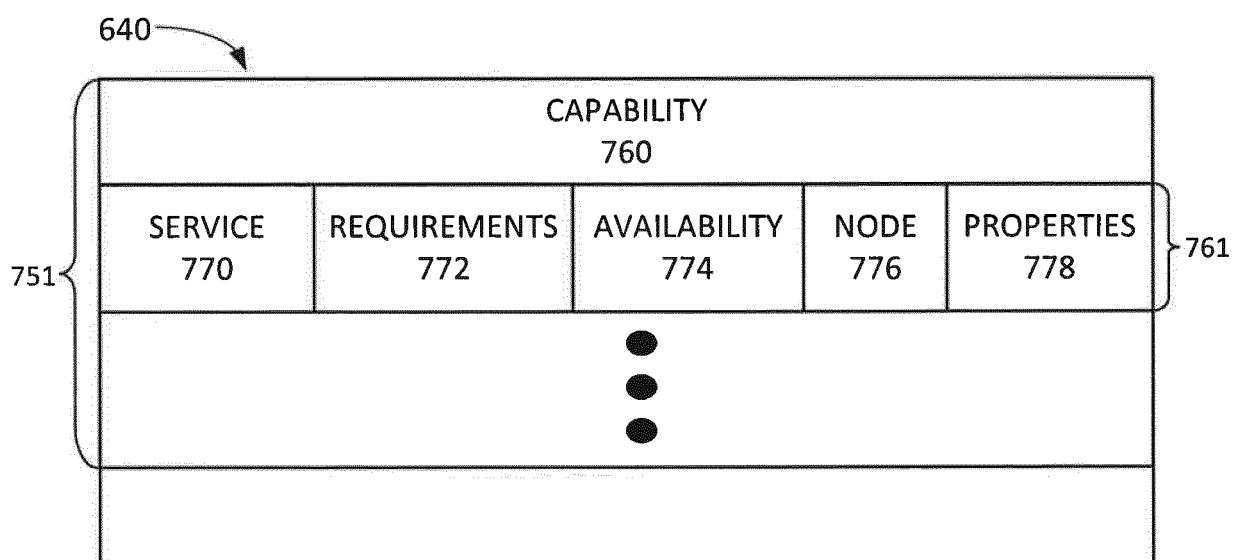 640
CAPABILITY
760
SERVICE
770
REQUIREMENTS
772
AVAILABILITY
774
NODE
776
PROPERTIES
778
751
761